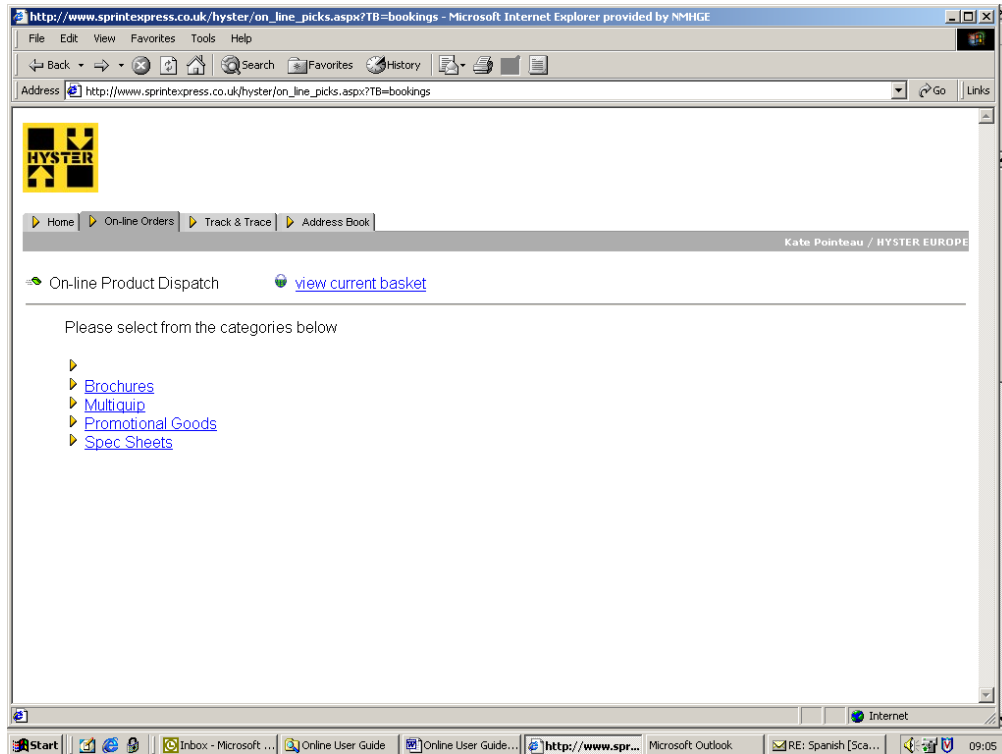 http://www.sprintexpress.co.uk/hyster/on_line_picks.aspx?TB=bookings - Microsoft Internet Explorer provided by NMHGE
File Edit View Favorites Tools Help
Back Search Favorites History
Address http://www.sprintexpress.co.uk/hyster/on_line_picks.aspx?TB=bookings Go Links
HYSTER
Home On-line Orders Track & Trace Address Book
Kate Pointeau / HYSTER EUROPE
On-line Product Dispatch view current basket
Please select from the categories below
Brochures
Multiquip
Promotional Goods
Spec Sheets
Internet
Start Inbox - Microsoft ... Online User Guide Online User Guide... http://www.spr... Microsoft Outlook RE: Spanish [Sca... 09:05